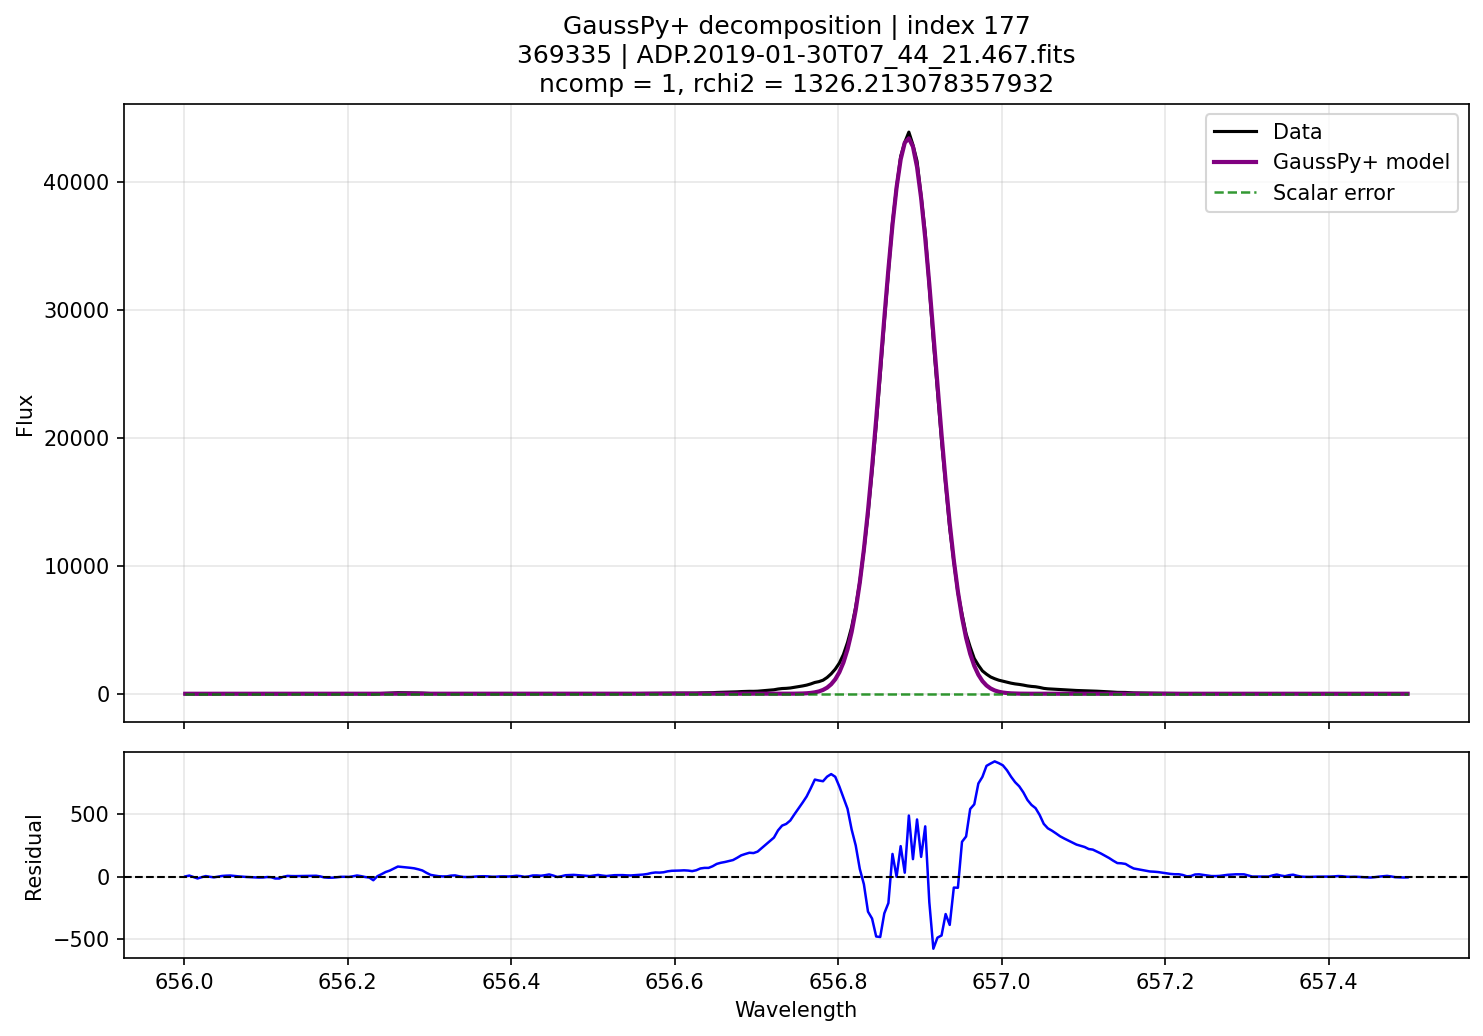 GaussPy+ decomposition | index 177
369335 | ADP.2019-01-30T07_44_21.467.fits
ncomp = 1, rchi2 = 1326.213078357932
Data
GaussPy+ model
Scalar error
Flux
40000
30000
20000
10000
0
Residual
500
0
−500
656.0 656.2 656.4 656.6 656.8 657.0 657.2 657.4
Wavelength